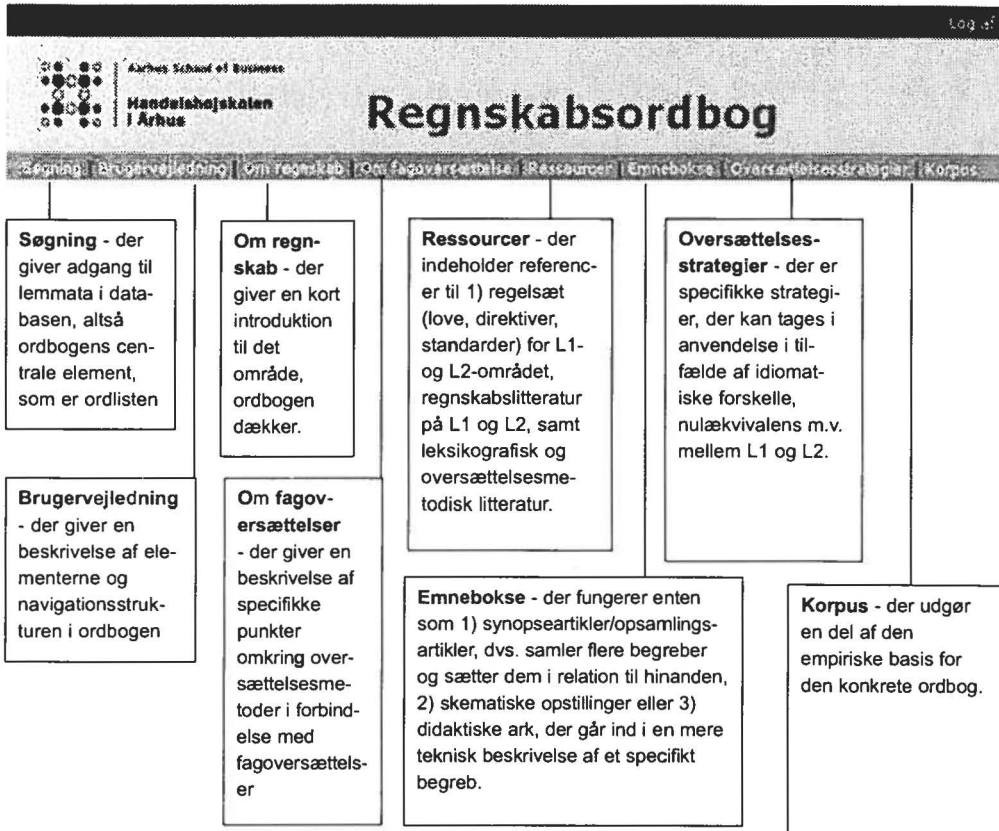 Log af
Aarhus School of Business
Handelshøjskolen
i Århus
Regnskabsordbog
Søgning | Brugervejledning | Om regnskab | Om fagoversættelse | Ressourcer | Emnebokse | Oversættelsesstrategier | Korpus
Søgning - der
giver adgang til
lemmata i data-
basen, altså
ordbogens cen-
trale element,
som er ordlisten
Om regn-
skab - der
giver en kort
introduktion
til det
område,
ordbogen
dækker.
Ressourcer - der
indeholder referenc-
er til 1) regelsæt
(love, direktiver,
standarder) for L1-
og L2-området,
regnskabslitteratur
på L1 og L2, samt
leksikografisk og
oversættelsesme-
todisk litteratur.
Oversættelses-
strategier - der er
specifikke strategi-
er, der kan tages i
anvendelse i til-
fælde af idiomat-
iske forskelle,
nulækvivalens m.v.
mellem L1 og L2.
Brugervejledning
- der giver en
beskrivelse af ele-
menterne og
navigationsstruk-
turen i ordbogen
Om fagov-
ersættelser
- der giver en
beskrivelse af
specifikke
punkter
omkring over-
sættelsesme-
toder i forbind-
else med
fagoversættels-
er
Emnebokse - der fungerer enten
som 1) synopseartikler/opsamlings-
artikler, dvs. samler flere begreber
og sætter dem i relation til hinanden,
2) skematiske opstillinger eller 3)
didaktiske ark, der går ind i en mere
teknisk beskrivelse af et specifikt
begreb.
Korpus - der udgør
en del af den
empiriske basis for
den konkrete ordbog.